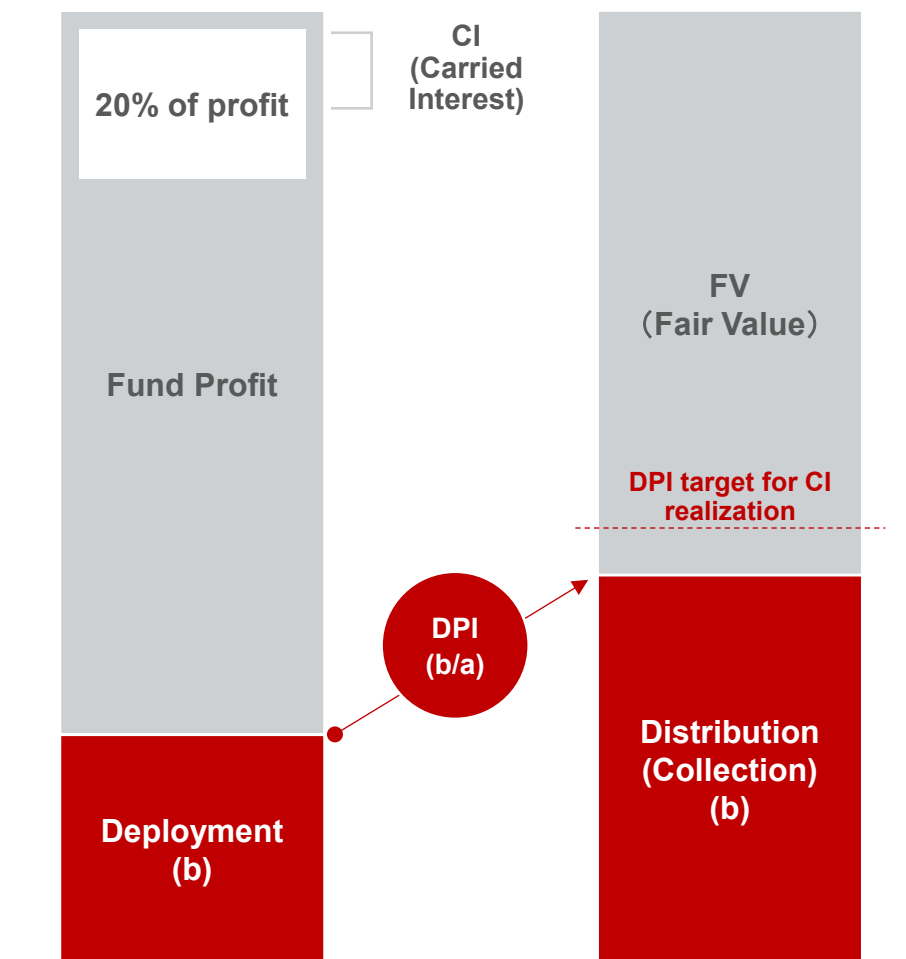 20% of profit
CI
(Carried
Interest)
Fund Profit
FV
（Fair Value）
DPI target for CI
realization
DPI
(b/a)
Deployment
(b)
Distribution
(Collection)
(b)